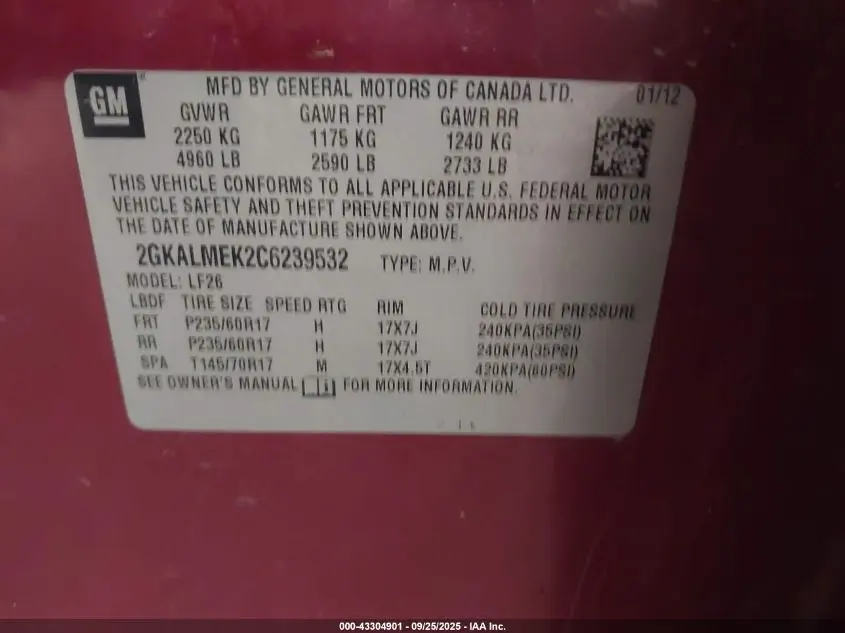 GM
MFD BY GENERAL MOTORS OF CANADA LTD. 01/12
GVWR GAWR FRT GAWR RR
2250 KG 1175 KG 1240 KG
4960 LB 2590 LB 2733 LB
THIS VEHICLE CONFORMS TO ALL APPLICABLE U.S. FEDERAL MOTOR
VEHICLE SAFETY AND THEFT PREVENTION STANDARDS IN EFFECT ON
THE DATE OF MANUFACTURE SHOWN ABOVE.
2GKALMEK2C6239532 TYPE: M.P.V.
MODEL: LF26
LBDF TIRE SIZE SPEED RTG RIM COLD TIRE PRESSURE
FRT P235/60R17 H 17X7J 240KPA(35PSI)
RR P235/60R17 H 17X7J 240KPA(35PSI)
SPA T145/70R17 M 17X4.5T 420KPA(60PSI)
SEE OWNER'S MANUAL FOR MORE INFORMATION.
000-43304901 - 09/25/2025 - IAA Inc.